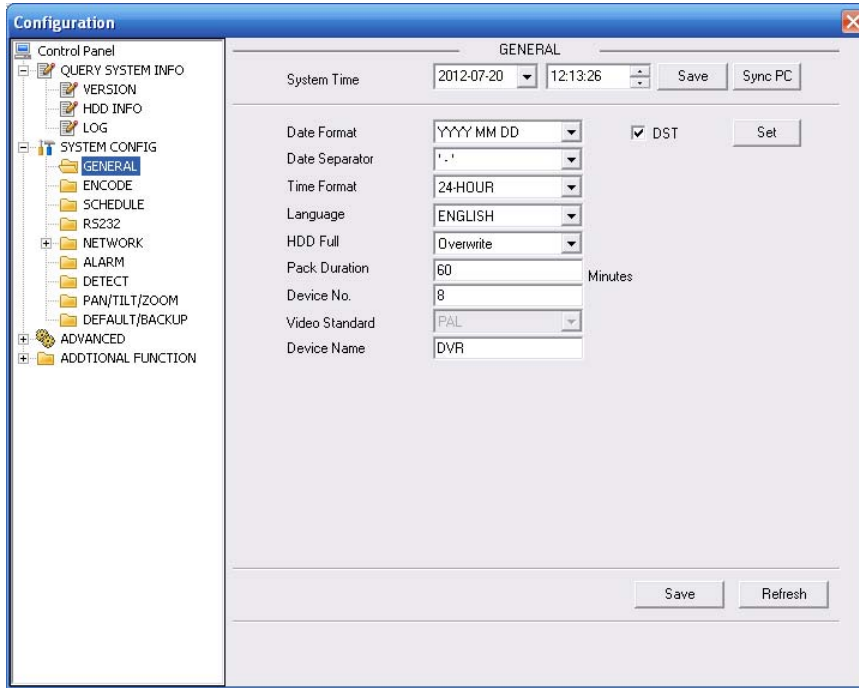 Configuration
Control Panel
QUERY SYSTEM INFO
VERSION
HDD INFO
LOG
SYSTEM CONFIG
GENERAL
ENCODE
SCHEDULE
RS232
NETWORK
ALARM
DETECT
PAN/TILT/ZOOM
DEFAULT/BACKUP
ADVANCED
ADDTIONAL FUNCTION
GENERAL
System Time 2012-07-20 12:13:26 Save Sync PC
Date Format YYYY MM DD DST Set
Date Separator '-'
Time Format 24-HOUR
Language ENGLISH
HDD Full Overwrite
Pack Duration 60 Minutes
Device No. 8
Video Standard PAL
Device Name DVR
Save Refresh